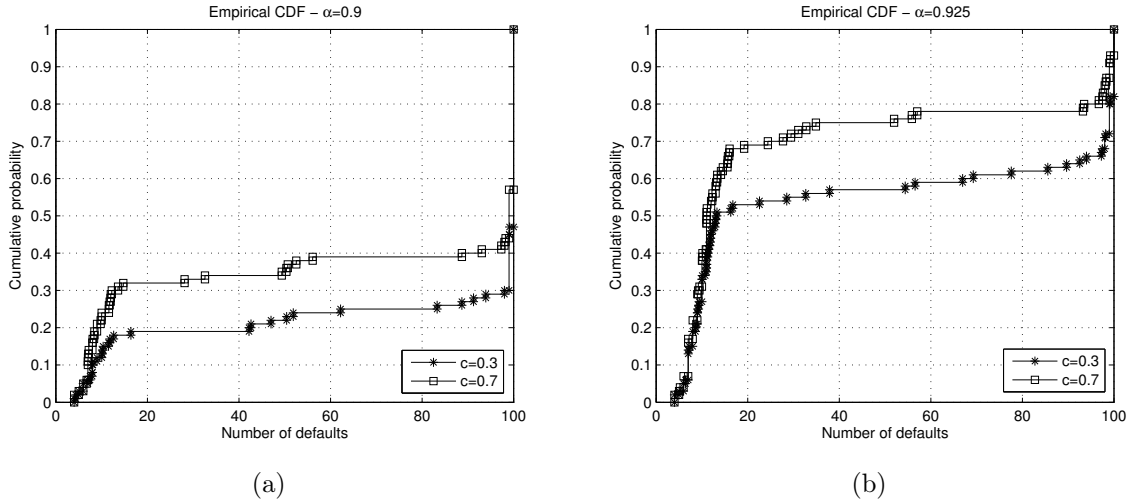 Empirical CDF – α=0.9
1
0.9
0.8
0.7
0.6
0.5
0.4
0.3
0.2
0.1
0
Cumulative probability
0 20 40 60 80 100
Number of defaults
c=0.3
c=0.7
(a)
Empirical CDF – α=0.925
1
0.9
0.8
0.7
0.6
0.5
0.4
0.3
0.2
0.1
0
Cumulative probability
0 20 40 60 80 100
Number of defaults
c=0.3
c=0.7
(b)